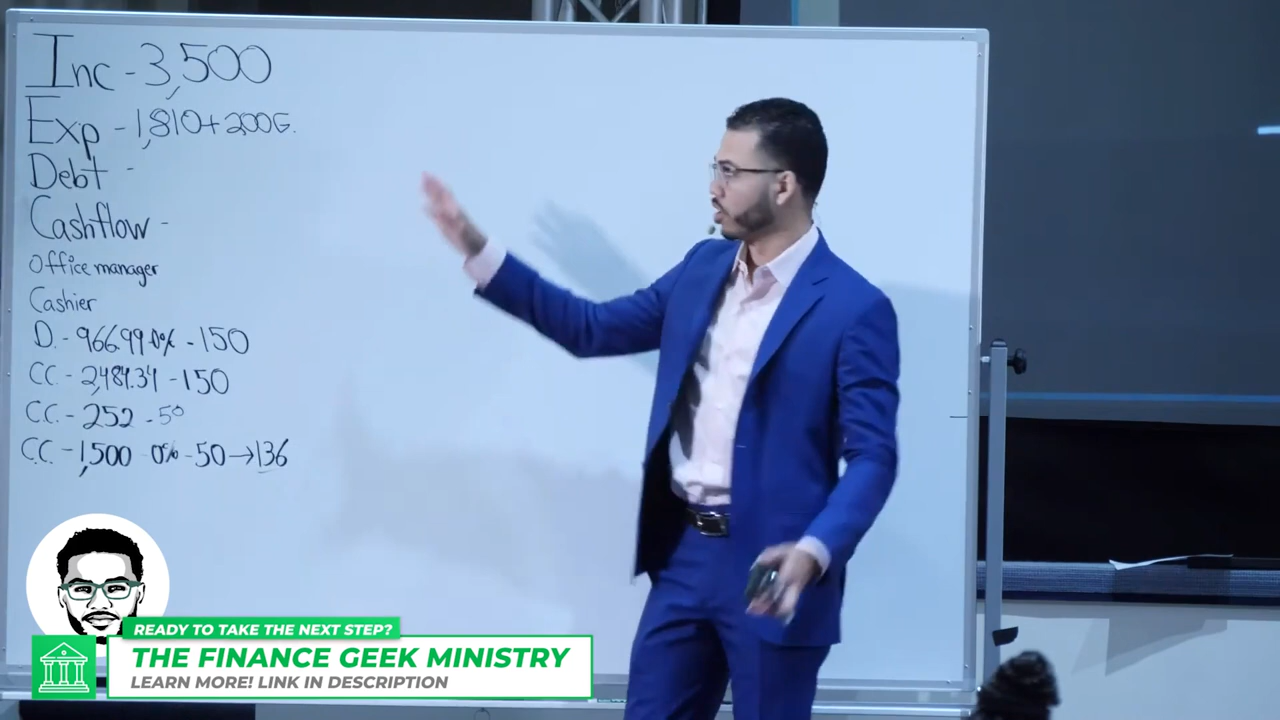 Inc - 3,500
Exp - 1,810 + 200G.
Debt -
Cashflow -
Office manager
Cashier
D. - 966.99 0% - 150
CC. - 2,484.34 - 150
C.C. - 252 - 50
C.C. - 1,500 0% - 50 → 136
READY TO TAKE THE NEXT STEP?
THE FINANCE GEEK MINISTRY
LEARN MORE! LINK IN DESCRIPTION